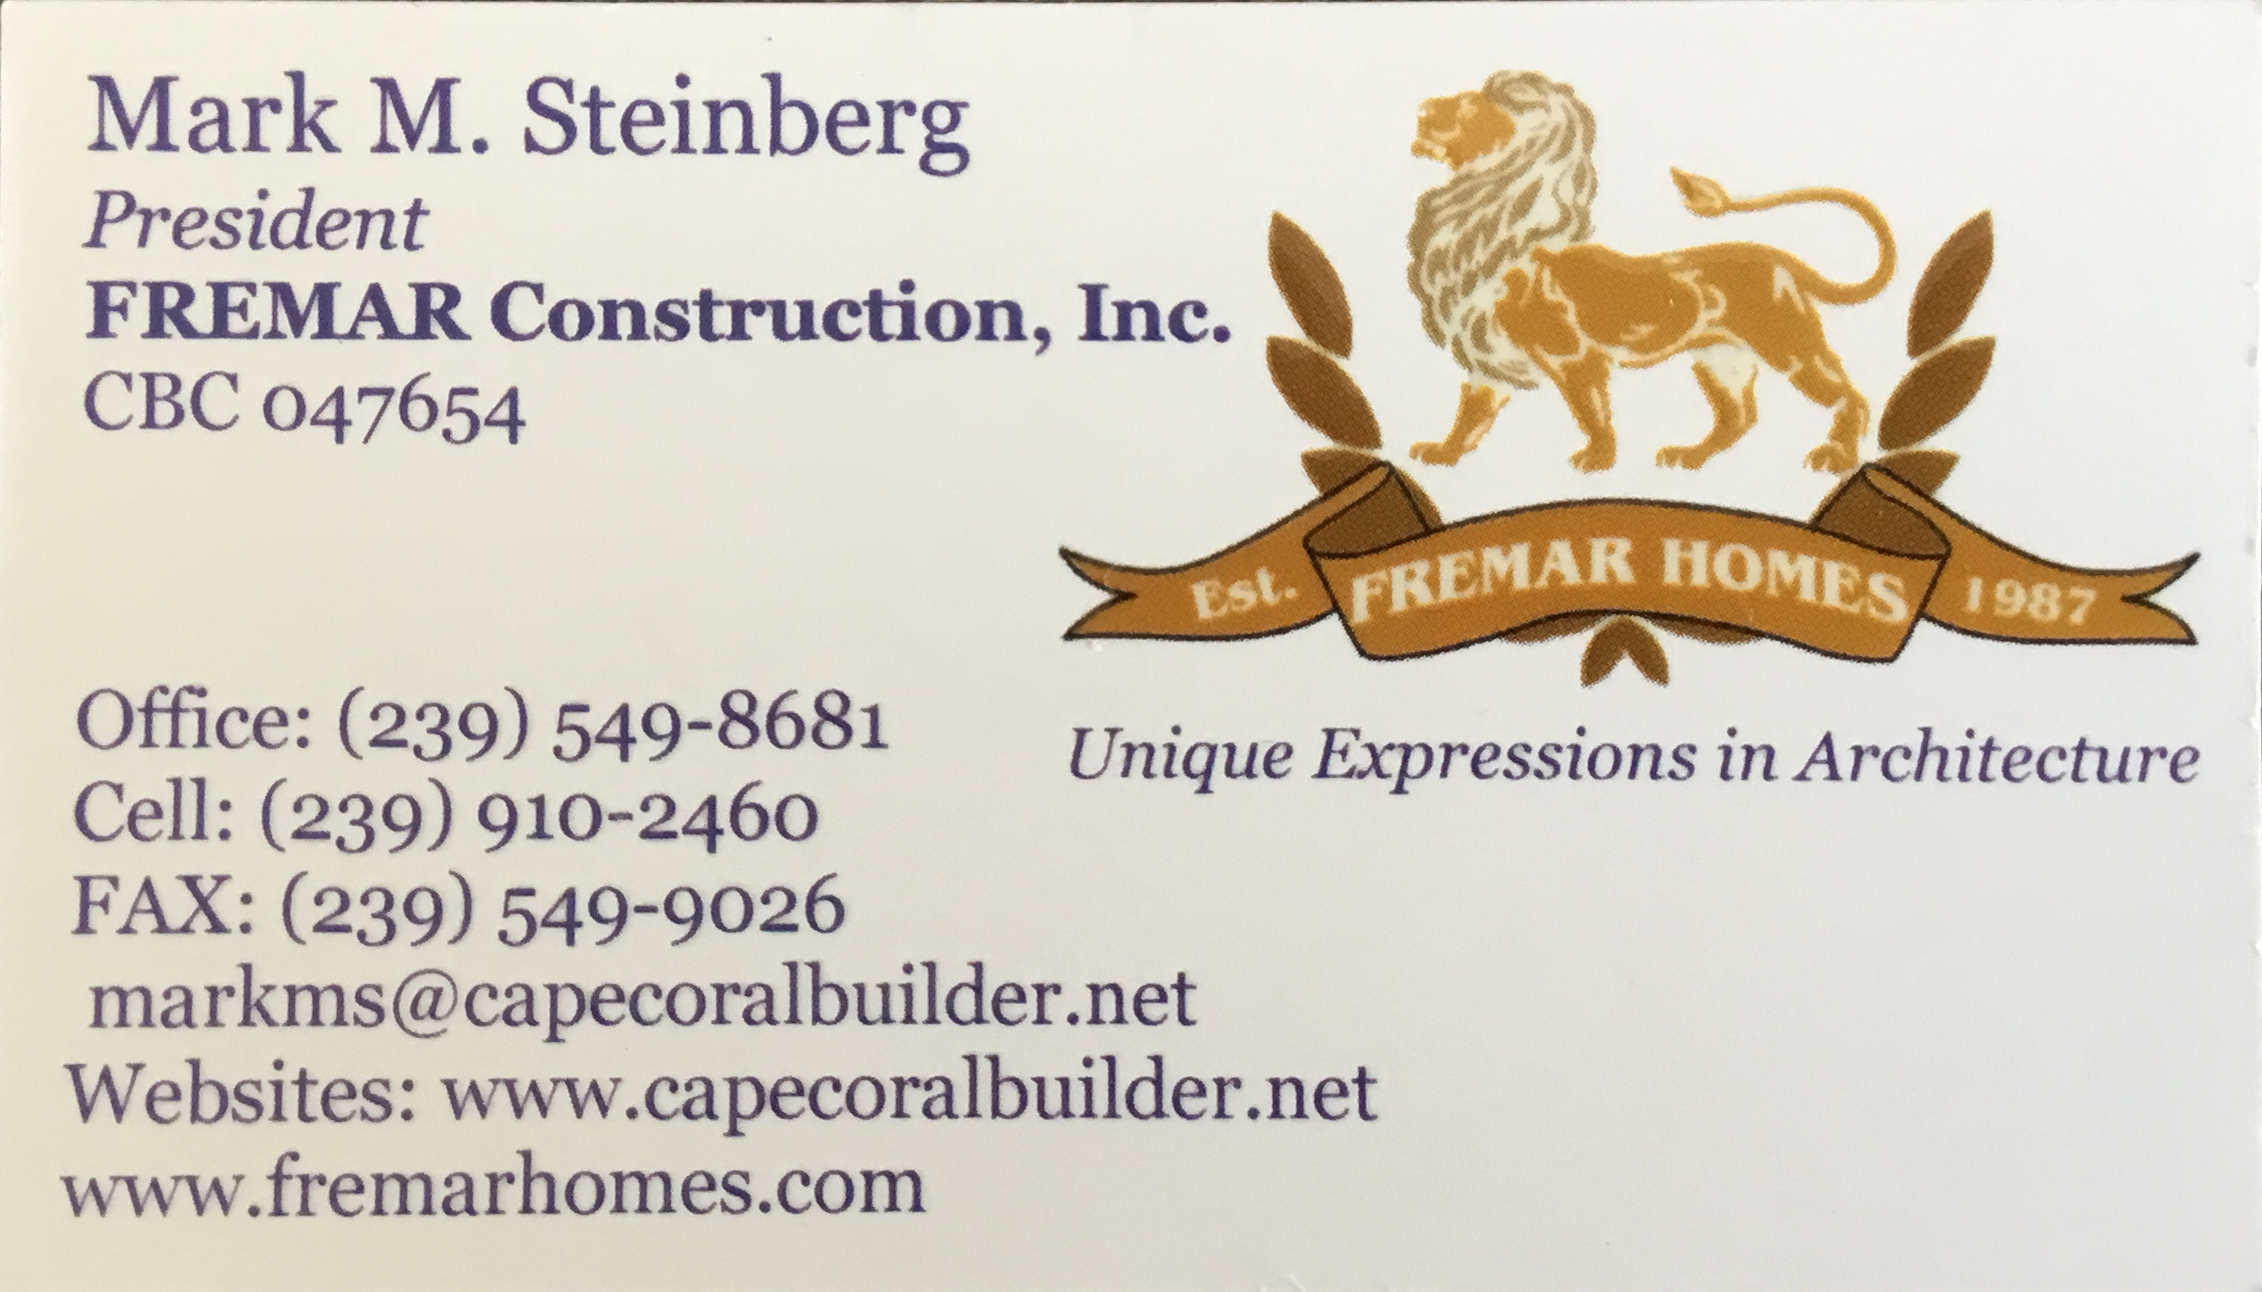 Mark M. Steinberg
President
FREMAR Construction, Inc.
CBC 047654
Est. FREMAR HOMES 1987
Unique Expressions in Architecture
Office: (239) 549-8681
Cell: (239) 910-2460
FAX: (239) 549-9026
markms@capecoralbuilder.net
Websites: www.capecoralbuilder.net
www.fremarhomes.com